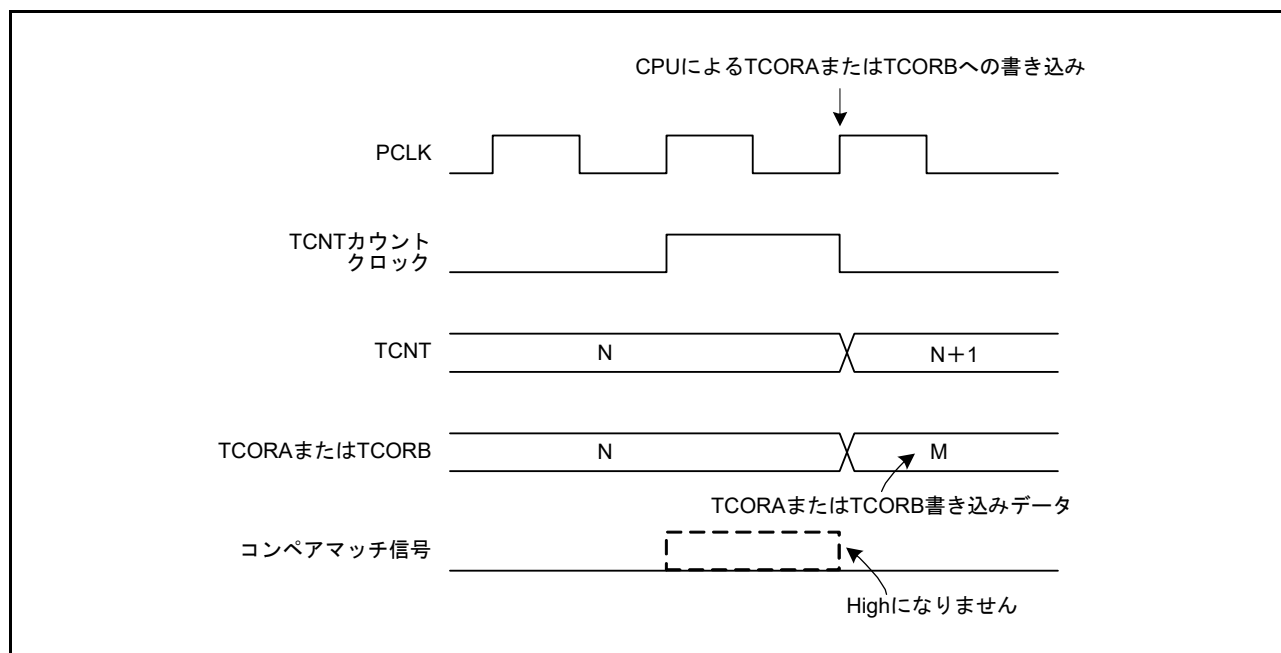 CPUによるTCORAまたはTCORBへの書き込み
PCLK
TCNTカウント
クロック
TCNT
N
N+1
TCORAまたはTCORB
N
M
TCORAまたはTCORB書き込みデータ
コンペアマッチ信号
Highになりません